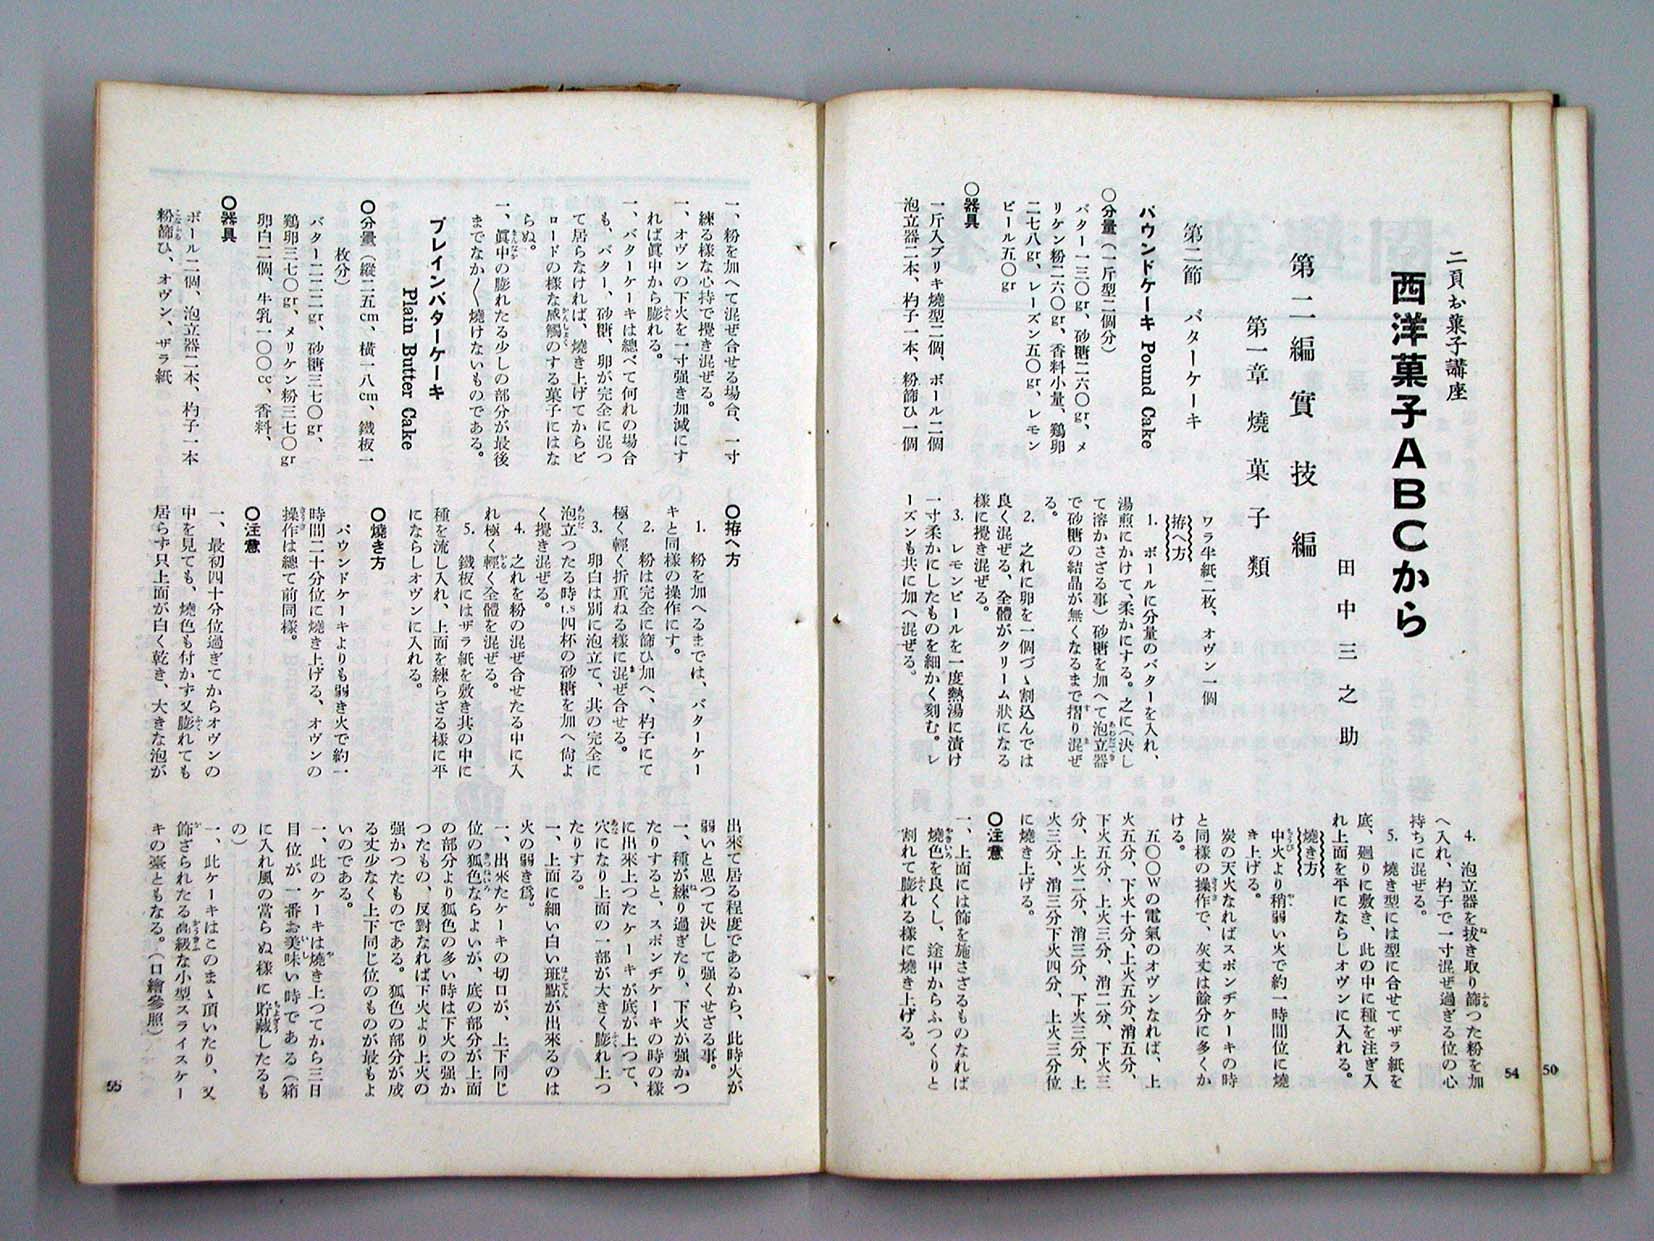 二頁お菓子講座
西洋菓子ABCから
田中三之助
第二編實技編
第一章 燒菓子類
第二節 バターケーキ
パウンドケーキ Pound Cake
〇分量(一斤型二個分)
バター一三〇gr、砂糖二六〇gr、メ
リケン粉二六〇gr、香料小量、鷄卵
二七八gr、レーズン五〇gr、レモン
ピール五〇gr
〇器具
一斤入ブリキ燒型二個、ボール二個
泡立器二本、杓子一本、粉篩ひ一個
ワラ半紙二枚、オヴン一個
拵へ方
1. ボールに分量のバターを入れ、
湯煎にかけて、柔かにする。之に(決し
て溶かさざる事)砂糖を加へて泡立器
で砂糖の結晶が無くなるまで摺り混ぜ
る。
2. 之れに卵を一個づゝ割込んでは
良く混ぜる、全體がクリーム狀になる
樣に攪き混ぜる。
3. レモンピールを一度熱湯に漬け
一寸柔かにしたものを細かく刻む。レ
ーズンも共に加へ混ぜる。
4. 泡立器を拔き取り篩つた粉を加
へ入れ、杓子で一寸混ぜ過ぎる位の心
持ちに混ぜる。
5. 燒き型には型に合せてザラ紙を
底、廻りに敷き、此の中に種を注ぎ入
れ上面を平にならしオヴンに入れる。
燒き方
中火より稍弱い火で約一時間位に燒
き上げる。
炭の天火なればスポンヂケーキの時
と同樣の操作で、灰丈は餘分に多くか
ける。
五〇〇Wの電氣のオヴンなれば、上
火五分、下火十分、上火五分、消五分、
下火五分、上火三分、消二分、下火三
分、上火二分、消三分、下火三分、上
火三分、消三分下火四分、上火三分位
に燒き上げる。
〇注意
一、上面には飾を施さざるものなれば
燒色を良くし、途中からふつくりと
割れて膨れる樣に燒き上げる。
50
54
一、粉を加へて混ぜ合せる場合、一寸
練る樣な心持で攪き混ぜる。
一、オヴンの下火を一寸強き加減にす
れば眞中から膨れる。
一、バターケーキは總べて何れの場合
も、バター、砂糖、卵が完全に混つ
て居らなければ、燒き上げてからビ
ロードの樣な感觸のする菓子にはな
らぬ。
一、眞中の膨れたる少しの部分が最後
までなか〱燒けないものである。
プレインバターケーキ
Plain Butter Cake
〇分量(縱二五cm、橫一八cm、鐵板一
枚分)
バター二二二gr、砂糖三七〇gr、
鷄卵三七〇gr、メリケン粉三七〇gr
卵白二個、牛乳一〇〇cc、香料、
〇器具
ボール二個、泡立器二本、杓子一本
粉篩ひ、オヴン、ザラ紙
〇拵へ方
1. 粉を加へるまでは、バターケー
キと同樣の操作にす。
2. 粉は完全に篩ひ加へ、杓子にて
極く輕く折重ねる樣に混ぜ合せる。
3. 卵白は別に泡立て、其の完全に
泡立つたる時1.5四杯の砂糖を加へ尙よ
く攪き混ぜる。
4. 之れを粉の混ぜ合せたる中に入
れ極く輕く全體を混ぜる。
5. 鐵板にはザラ紙を敷き其の中に
種を流し入れ、上面を練らざる樣に平
にならしオヴンに入れる。
〇燒き方
パウンドケーキよりも弱き火で約一
時間二十分位に燒き上げる、オヴンの
操作は總て前同樣。
〇注意
一、最初四十分位過ぎてからオヴンの
中を見ても、燒色も付かず又膨れても
居らず只上面が白く乾き、大きな泡が
出來て居る程度であるから、此時火が
弱いと思つて決して強くせざる事。
一、種が練り過ぎたり、下火が強かつ
たりすると、スポンヂケーキの時の樣
に出來上つたケーキが底が上つて、
穴になり上面の一部が大きく膨れ上つ
たりする。
一、上面に細い白い斑點が出來るのは
火の弱き爲。
一、出來たケーキの切口が、上下同じ
位の狐色ならよいが、底の部分が上面
の部分より狐色の多い時は下火の強か
つたもの、反對なれば下火より上火の
強かつたものである。狐色の部分が成
る丈少なく上下同じ位のものが最もよ
いのである。
一、此のケーキは燒き上つてから三日
目位が一番お美味い時である(箱
に入れ風の當らぬ樣に貯藏したるも
の)
一、此ケーキはこのまゝ頂いたり、又
飾ざられたる高級な小型スライスケー
キの臺ともなる。(口繪參照)
55